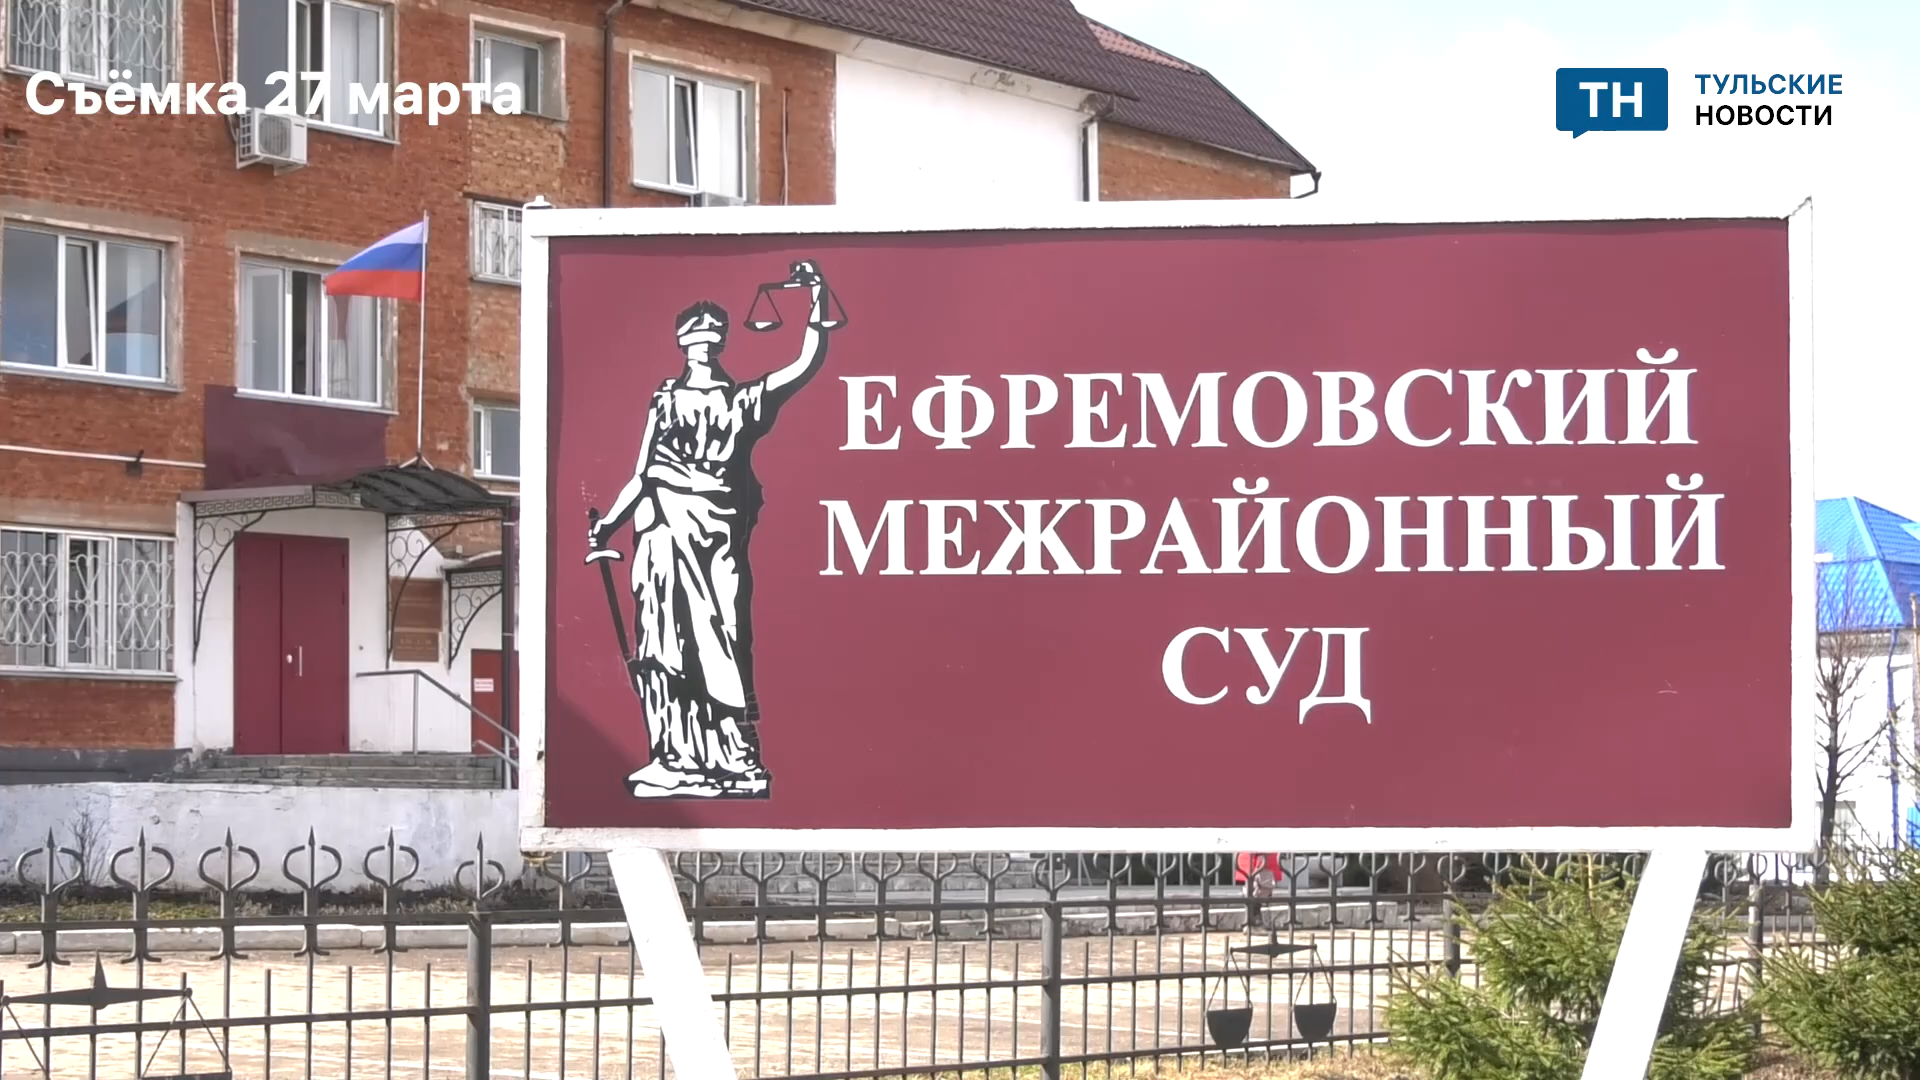 Съёмка 27 марта
ТН
ТУЛЬСКИЕ
НОВОСТИ
ЕФРЕМОВСКИЙ
МЕЖРАЙОННЫЙ
СУД